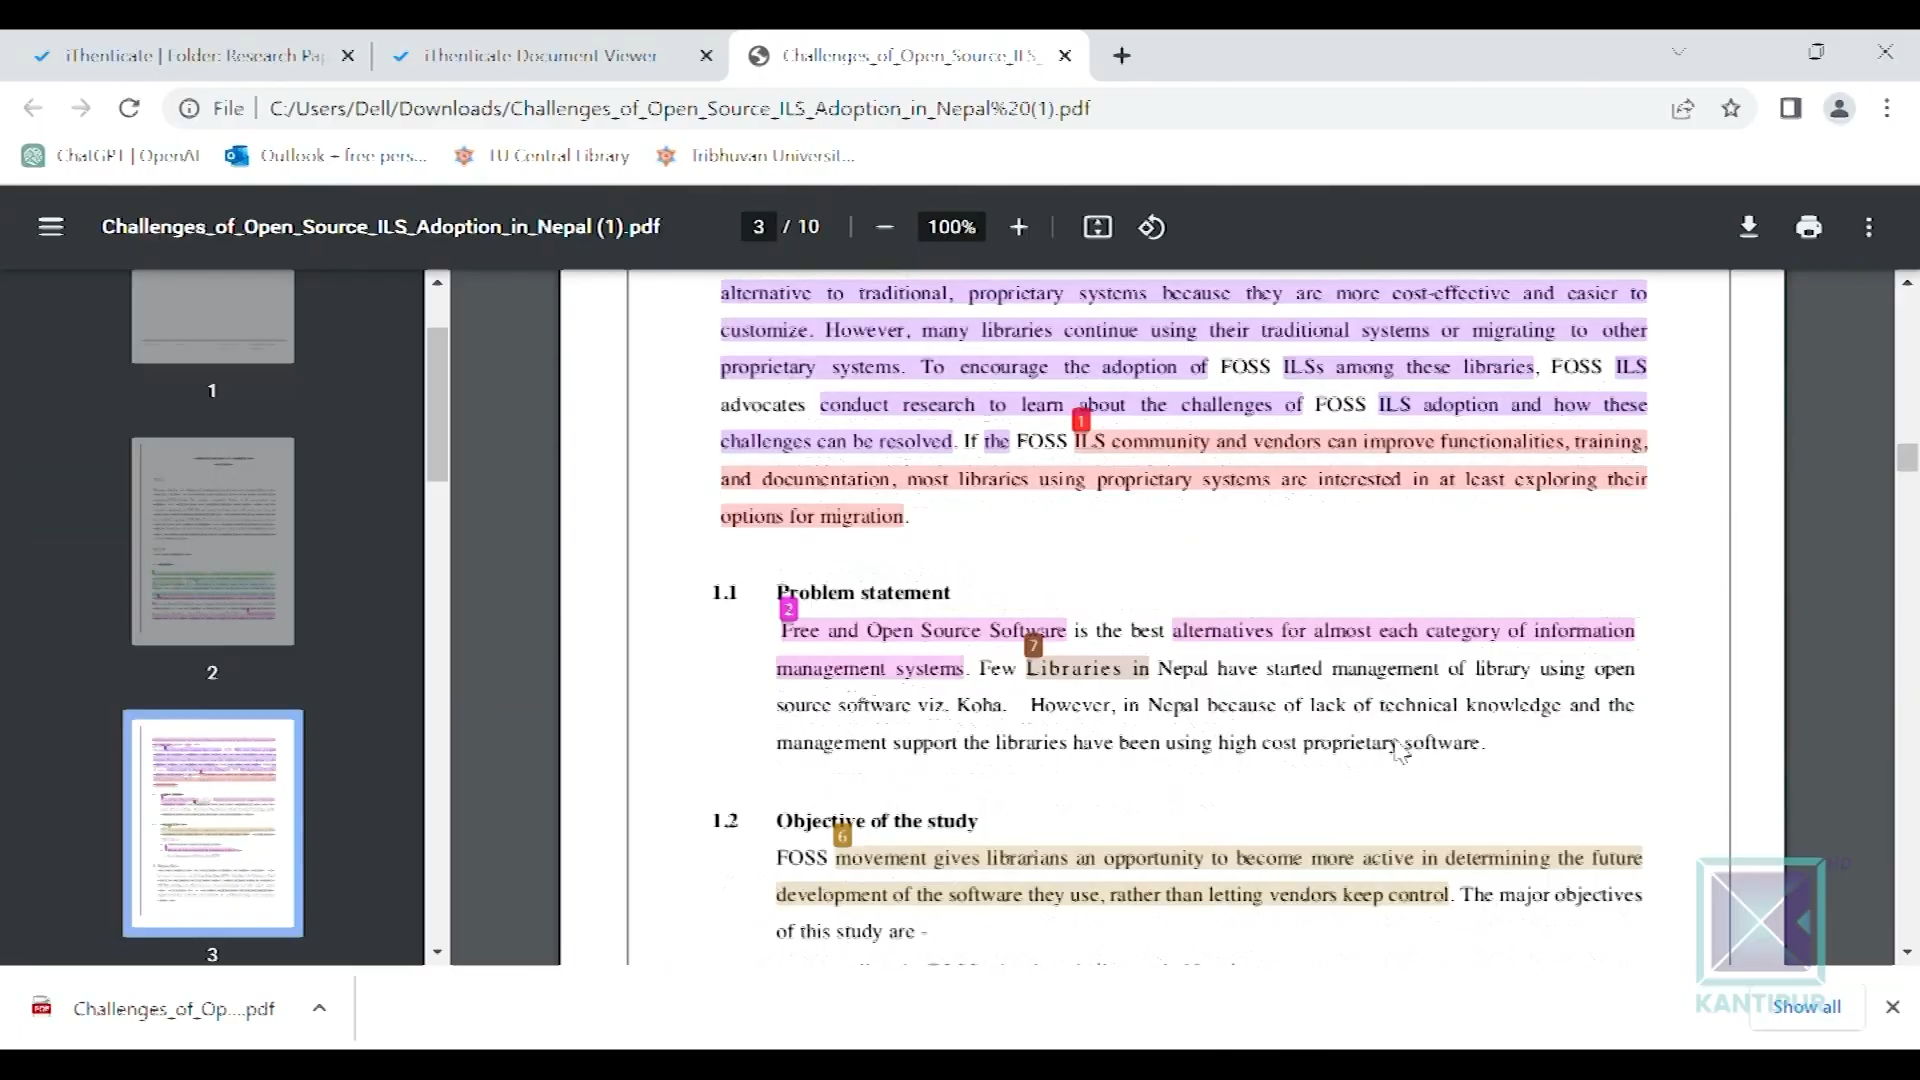 iThenticate | Folder: Research Pap
iThenticate Document Viewer
Challenges_of_Open_Source_ILS_
File
C:/Users/Dell/Downloads/Challenges_of_Open_Source_ILS_Adoption_in_Nepal%20(1).pdf
ChatGPT | OpenAI
Outlook – free pers...
TU Central Library
Tribhuvan Universit...
Challenges_of_Open_Source_ILS_Adoption_in_Nepal (1).pdf
3 / 10
100%
1
2
3
alternative to traditional, proprietary systems because they are more cost-effective and easier to
customize. However, many libraries continue using their traditional systems or migrating to other
proprietary systems. To encourage the adoption of FOSS ILSs among these libraries, FOSS ILS
advocates conduct research to learn about the challenges of FOSS ILS adoption and how these
1
challenges can be resolved. If the FOSS ILS community and vendors can improve functionalities, training,
and documentation, most libraries using proprietary systems are interested in at least exploring their
options for migration.
1.1 Problem statement
2
Free and Open Source Software is the best alternatives for almost each category of information
7
management systems. Few Libraries in Nepal have started management of library using open
source software viz. Koha. However, in Nepal because of lack of technical knowledge and the
management support the libraries have been using high cost proprietary software.
1.2 Objective of the study
6
FOSS movement gives librarians an opportunity to become more active in determining the future
development of the software they use, rather than letting vendors keep control. The major objectives
of this study are -
KANTIPUR
HD
Challenges_of_Op....pdf
Show all